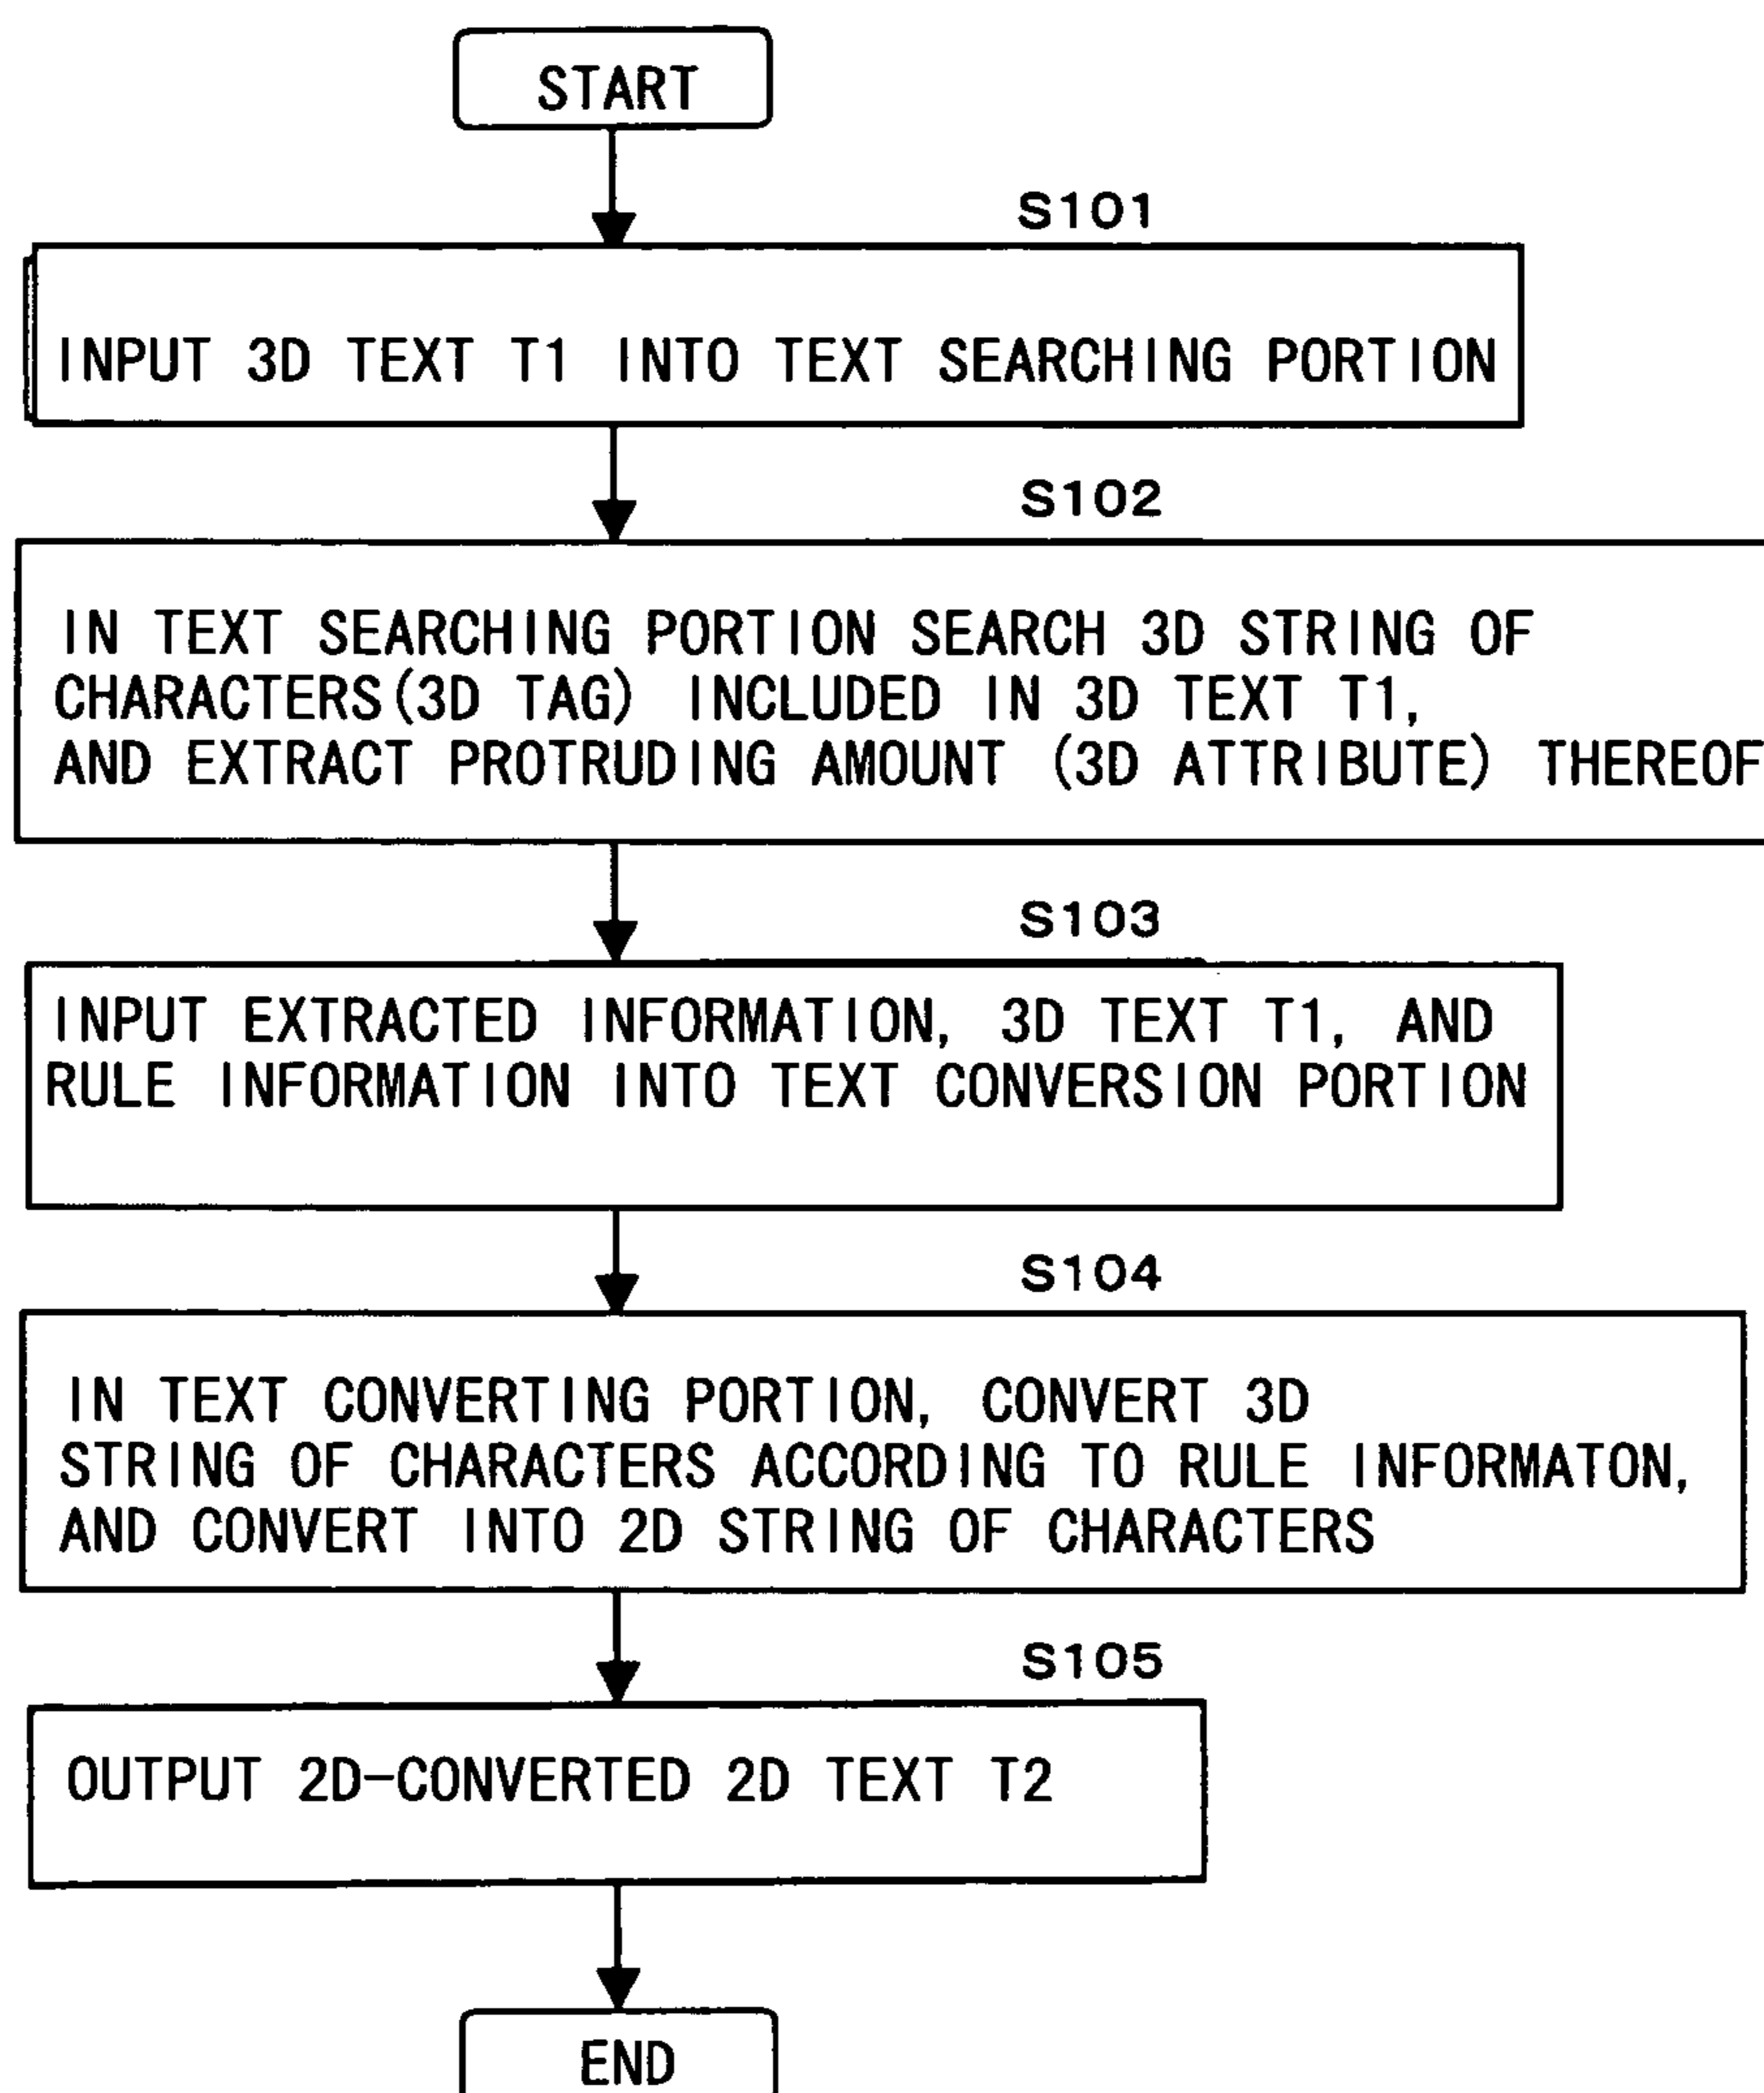 START
S101
INPUT 3D TEXT T1 INTO TEXT SEARCHING PORTION
S102
IN TEXT SEARCHING PORTION SEARCH 3D STRING OF
CHARACTERS(3D TAG) INCLUDED IN 3D TEXT T1,
AND EXTRACT PROTRUDING AMOUNT (3D ATTRIBUTE) THEREOF
S103
INPUT EXTRACTED INFORMATION, 3D TEXT T1, AND
RULE INFORMATION INTO TEXT CONVERSION PORTION
S104
IN TEXT CONVERTING PORTION, CONVERT 3D
STRING OF CHARACTERS ACCORDING TO RULE INFORMATON,
AND CONVERT INTO 2D STRING OF CHARACTERS
S105
OUTPUT 2D-CONVERTED 2D TEXT T2
END